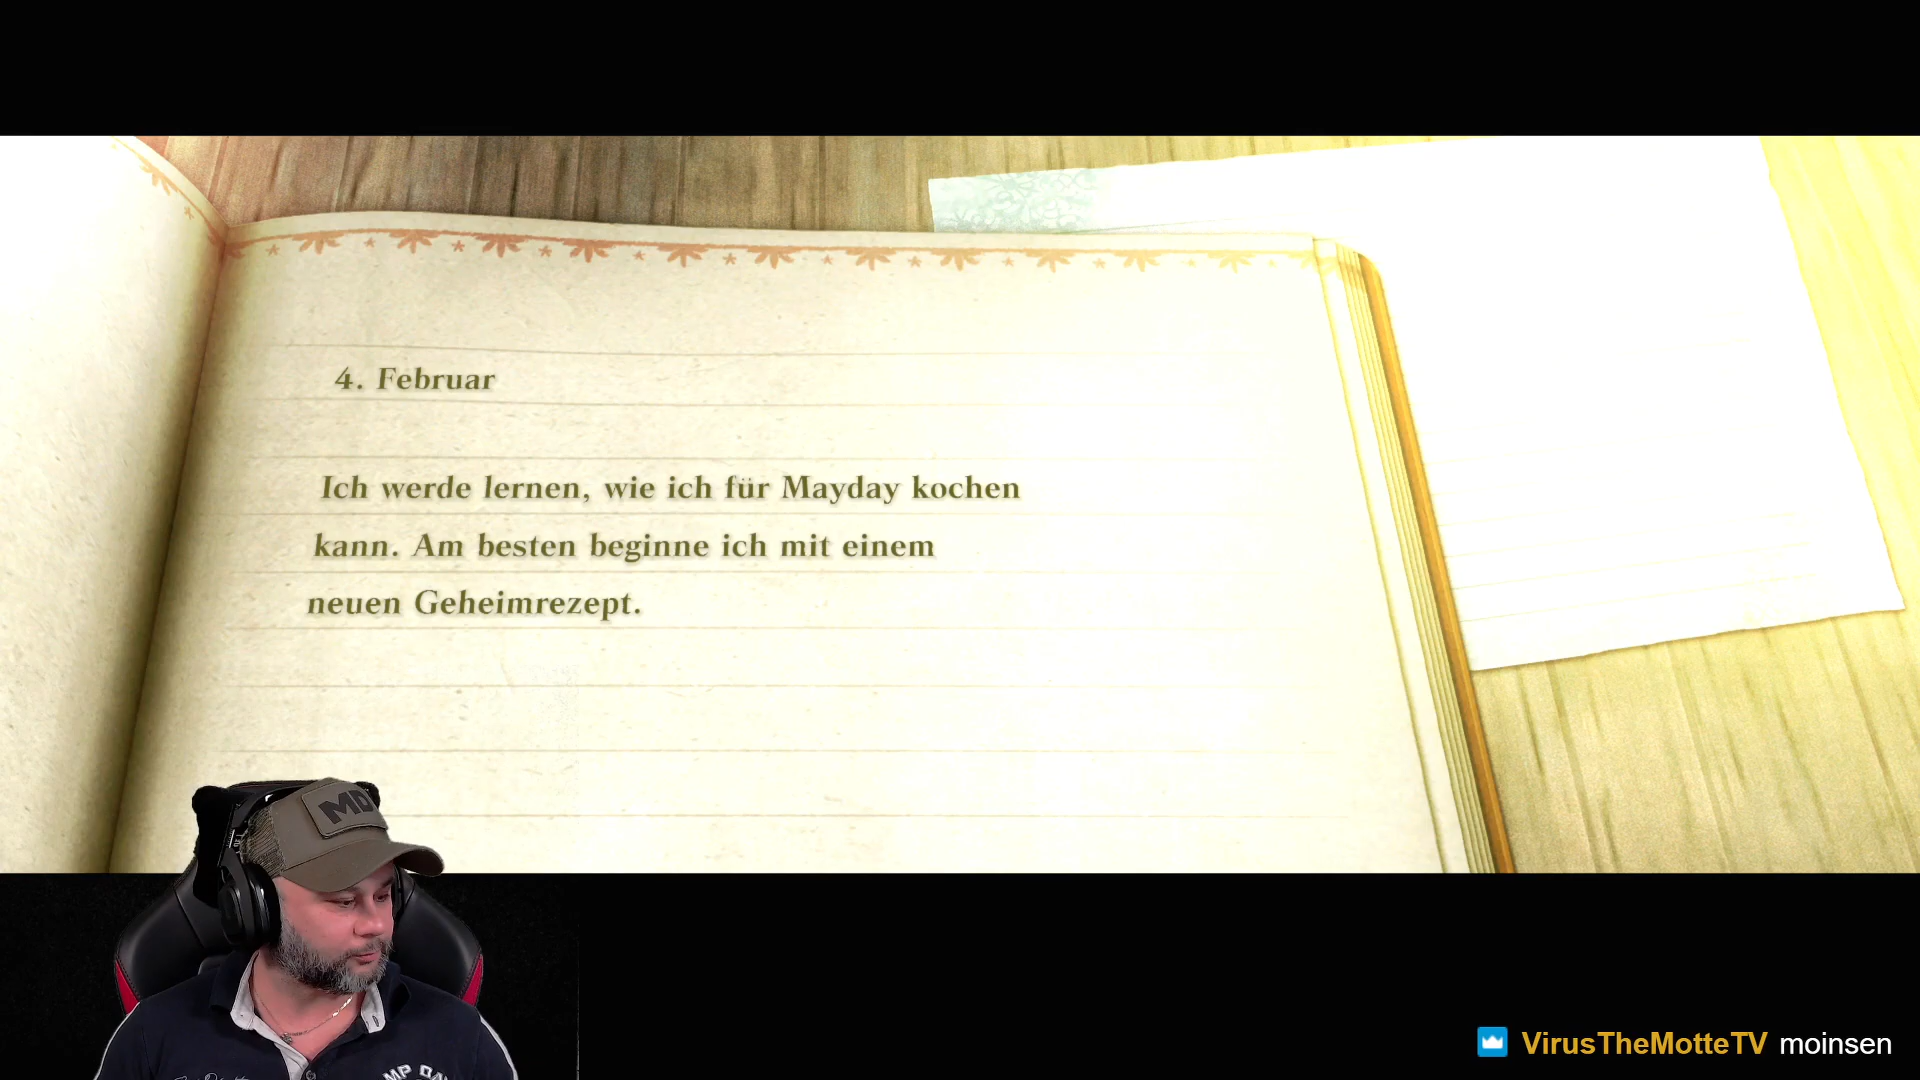 4. Februar
Ich werde lernen, wie ich für Mayday kochen
kann. Am besten beginne ich mit einem
neuen Geheimrezept.
MD
VirusTheMotteTV moinsen